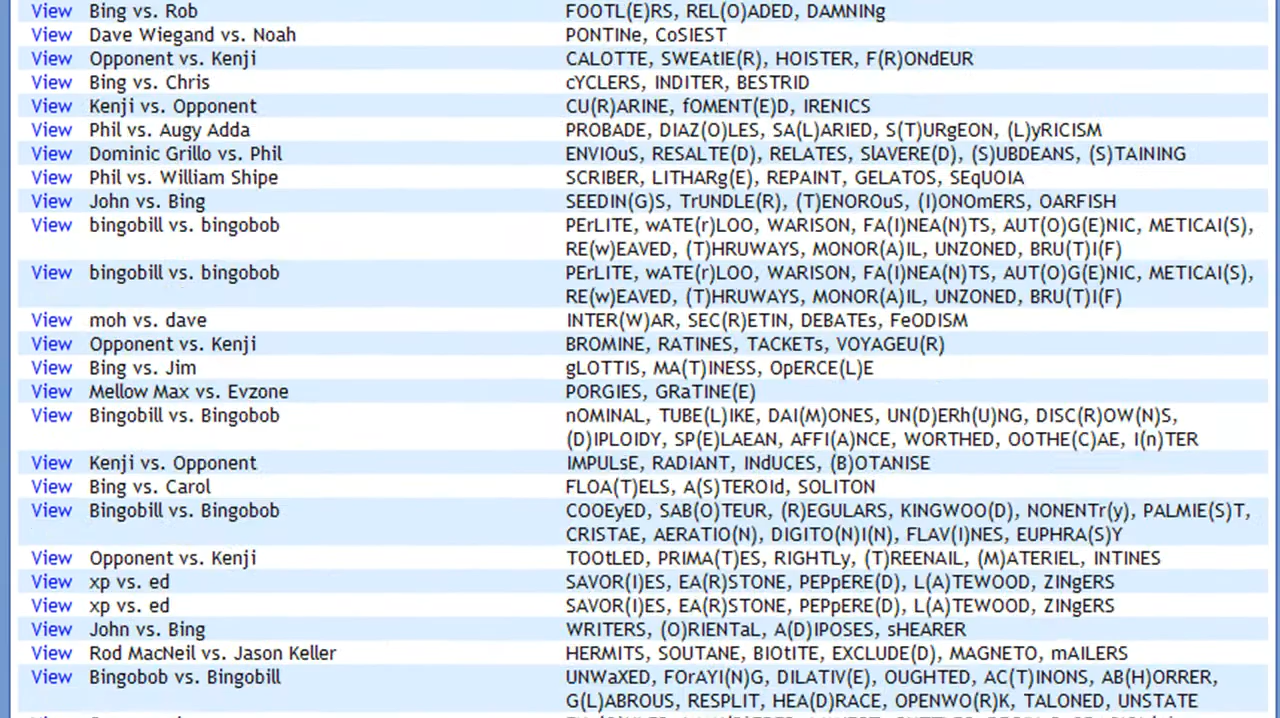 View Bing vs. Rob FOOTL(E)RS, REL(O)ADED, DAMNINg
View Dave Wiegand vs. Noah PONTINe, CoSIEST
View Opponent vs. Kenji CALOTTE, SWEAtIE(R), HOISTER, F(R)ONdEUR
View Bing vs. Chris cYCLERS, INDITER, BESTRID
View Kenji vs. Opponent CU(R)ARINE, fOMENT(E)D, IRENICS
View Phil vs. Augy Adda PROBADE, DIAZ(O)LES, SA(L)ARIED, S(T)URgEON, (L)yRICISM
View Dominic Grillo vs. Phil ENVIOuS, RESALTE(D), RELATES, SlAVERE(D), (S)UBDEANS, (S)TAINING
View Phil vs. William Shipe SCRIBER, LITHARg(E), REPAINT, GELATOS, SEqUOIA
View John vs. Bing SEEDIN(G)S, TrUNDLE(R), (T)ENOROuS, (I)ONOmERS, OARFISH
View bingobill vs. bingobob PErLITE, wATE(r)LOO, WARISON, FA(I)NEA(N)TS, AUT(O)G(E)NIC, METICAI(S),
RE(w)EAVED, (T)HRUWAYS, MONOR(A)IL, UNZONED, BRU(T)I(F)
View bingobill vs. bingobob PErLITE, wATE(r)LOO, WARISON, FA(I)NEA(N)TS, AUT(O)G(E)NIC, METICAI(S),
RE(w)EAVED, (T)HRUWAYS, MONOR(A)IL, UNZONED, BRU(T)I(F)
View moh vs. dave INTER(W)AR, SEC(R)ETIN, DEBATEs, FeODISM
View Opponent vs. Kenji BROMINE, RATINES, TACKETs, VOYAGEU(R)
View Bing vs. Jim gLOTTIS, MA(T)INESS, OpERCE(L)E
View Mellow Max vs. Evzone PORGIES, GRaTINE(E)
View Bingobill vs. Bingobob nOMINAL, TUBE(L)IKE, DAI(M)ONES, UN(D)ERh(U)NG, DISC(R)OW(N)S,
(D)IPLOIDY, SP(E)LAEAN, AFFI(A)NCE, WORTHED, OOTHE(C)AE, I(n)TER
View Kenji vs. Opponent IMPULsE, RADIANT, INdUCES, (B)OTANISE
View Bing vs. Carol FLOA(T)ELS, A(S)TEROId, SOLITON
View Bingobill vs. Bingobob COOEyED, SAB(O)TEUR, (R)EGULARS, KINGWOO(D), NONENTr(y), PALMIE(S)T,
CRISTAE, AERATIO(N), DIGITO(N)I(N), FLAV(I)NES, EUPHRA(S)Y
View Opponent vs. Kenji TOOtLED, PRIMA(T)ES, RIGHTLy, (T)REENAIL, (M)ATERIEL, INTINES
View xp vs. ed SAVOR(I)ES, EA(R)STONE, PEPpERE(D), L(A)TEWOOD, ZINgERS
View xp vs. ed SAVOR(I)ES, EA(R)STONE, PEPpERE(D), L(A)TEWOOD, ZINgERS
View John vs. Bing WRITERS, (O)RIENTaL, A(D)IPOSES, sHEARER
View Rod MacNeil vs. Jason Keller HERMITS, SOUTANE, BIOtITE, EXCLUDE(D), MAGNETO, mAILERS
View Bingobob vs. Bingobill UNWaXED, FOrAYI(N)G, DILATIV(E), OUGHTED, AC(T)INONS, AB(H)ORRER,
G(L)ABROUS, RESPLIT, HEA(D)RACE, OPENWO(R)K, TALONED, UNSTATE